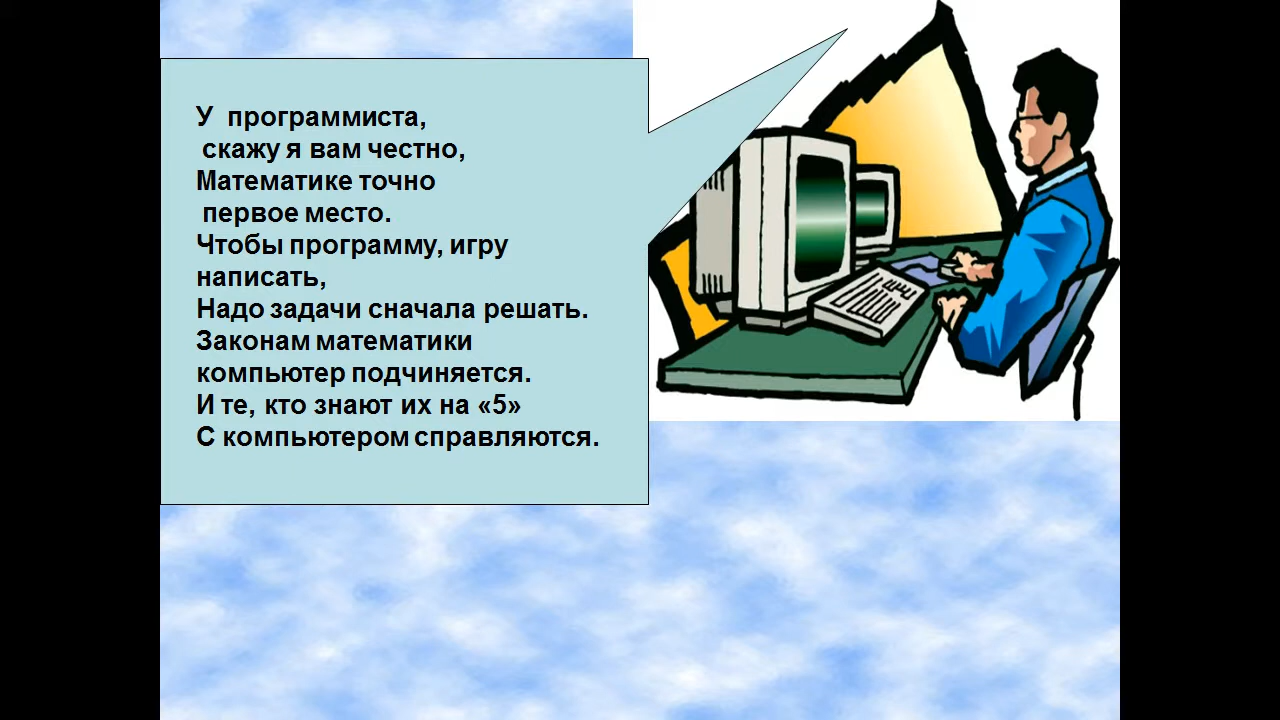 У программиста,
скажу я вам честно,
Математике точно
первое место.
Чтобы программу, игру
написать,
Надо задачи сначала решать.
Законам математики
компьютер подчиняется.
И те, кто знают их на «5»
С компьютером справляются.